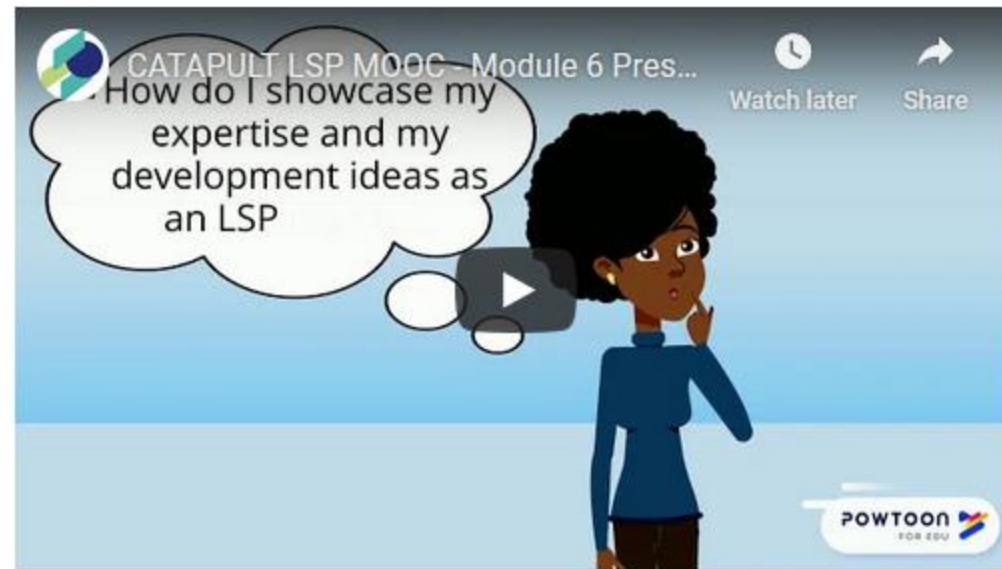 CATAPULT LSP MOOC - Module 6 Pres...
Watch later
Share
How do I showcase my
expertise and my
development ideas as
an LSP
POWTOON
FOR EDU